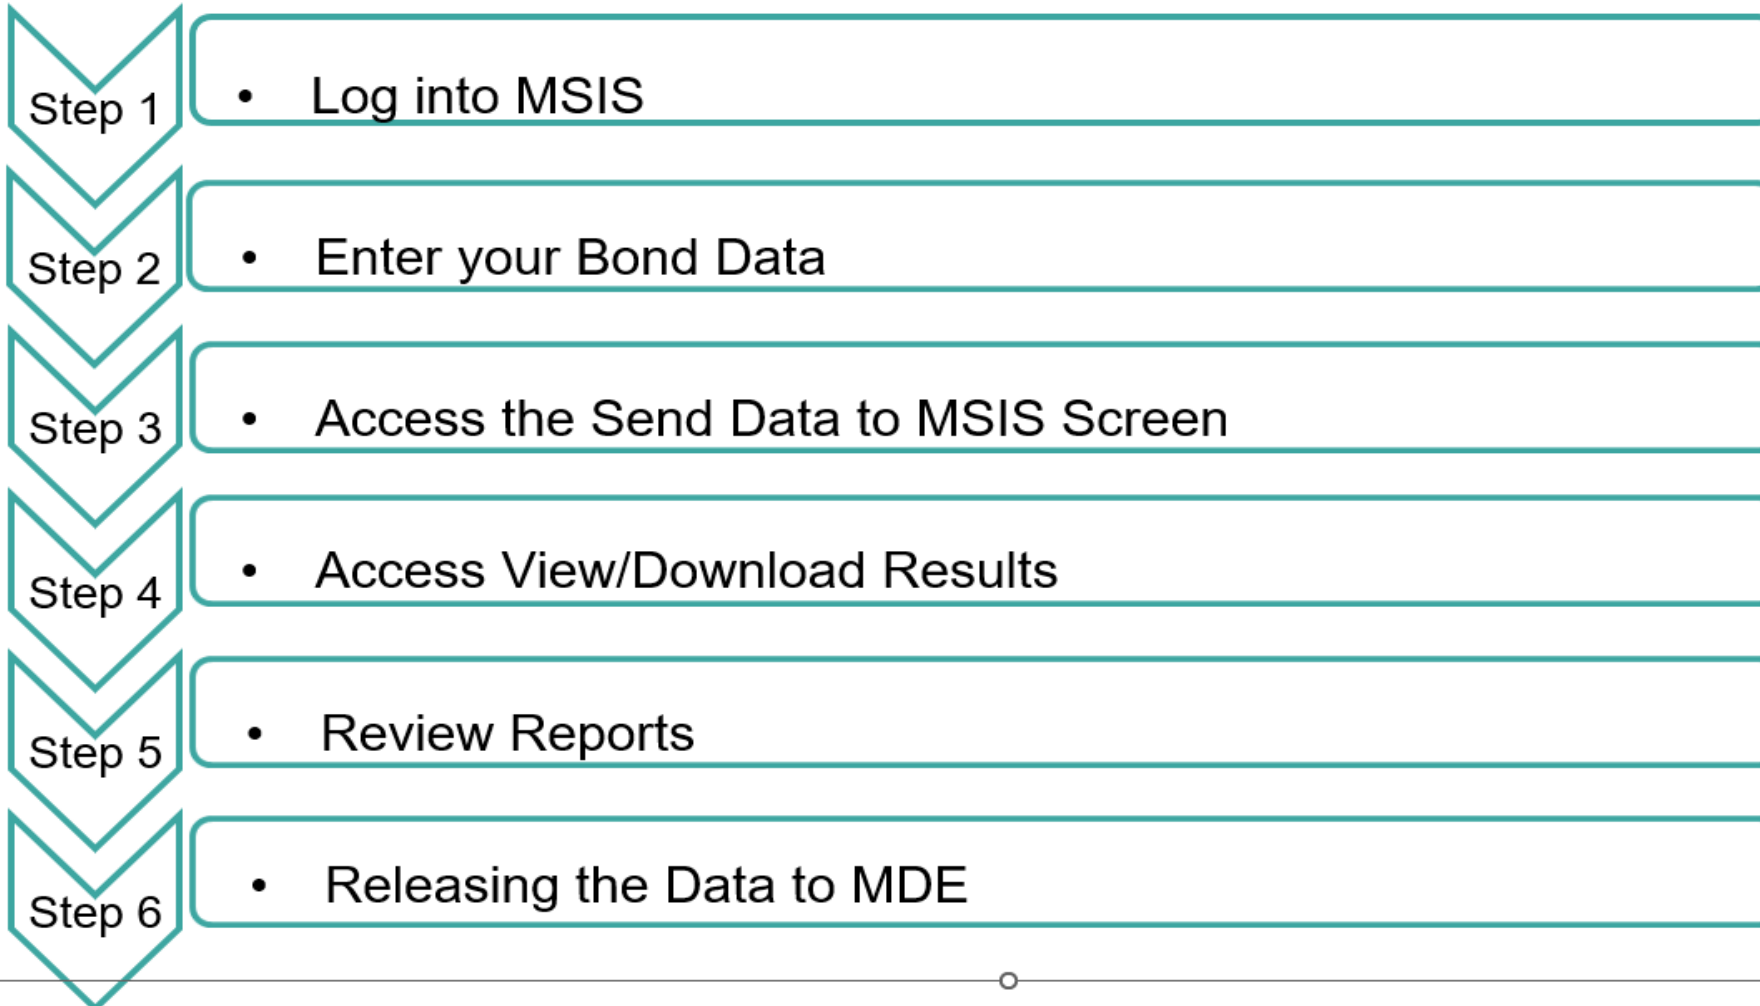 Step 1
• Log into MSIS
Step 2
• Enter your Bond Data
Step 3
• Access the Send Data to MSIS Screen
Step 4
• Access View/Download Results
Step 5
• Review Reports
Step 6
• Releasing the Data to MDE